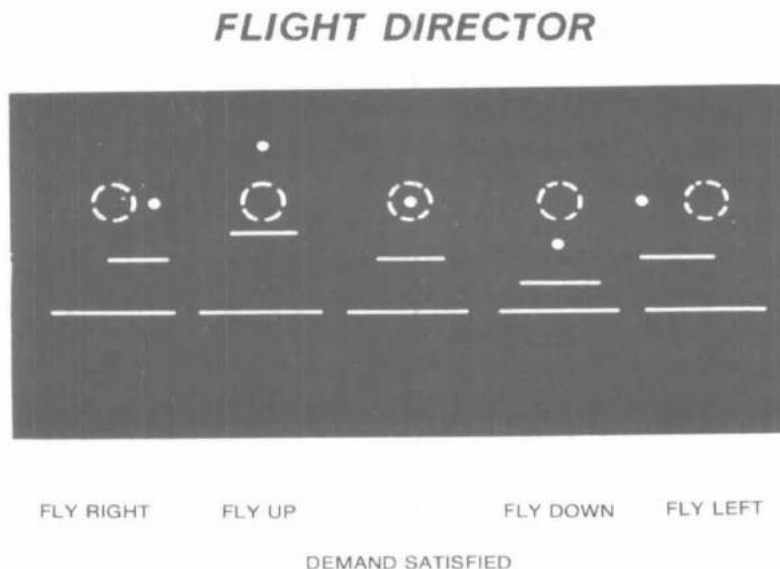 FLIGHT DIRECTOR
FLY RIGHT FLY UP FLY DOWN FLY LEFT
DEMAND SATISFIED